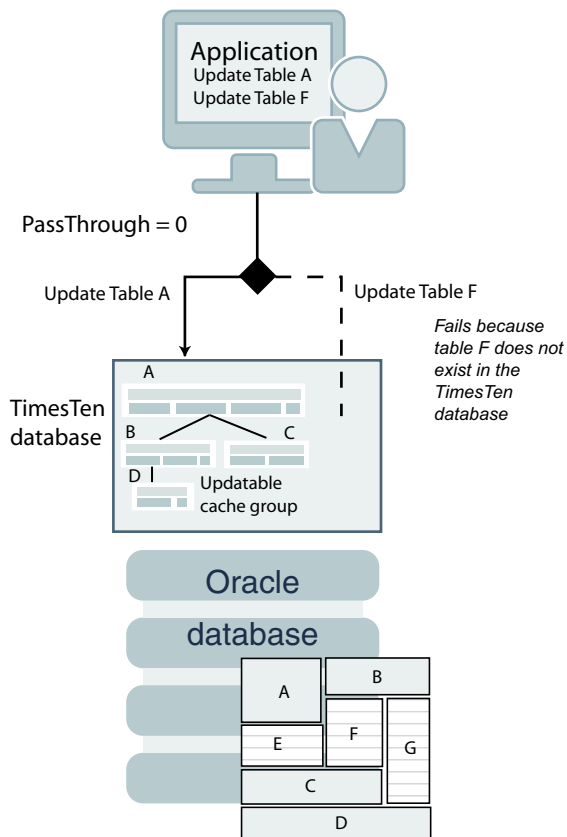 Application
Update Table A
Update Table F
PassThrough = 0
Update Table A
Update Table F
Fails because
table F does not
exist in the
TimesTen
database
TimesTen
database
A
B
C
D
Updatable
cache group
Oracle
database
A
B
E
F
G
C
D